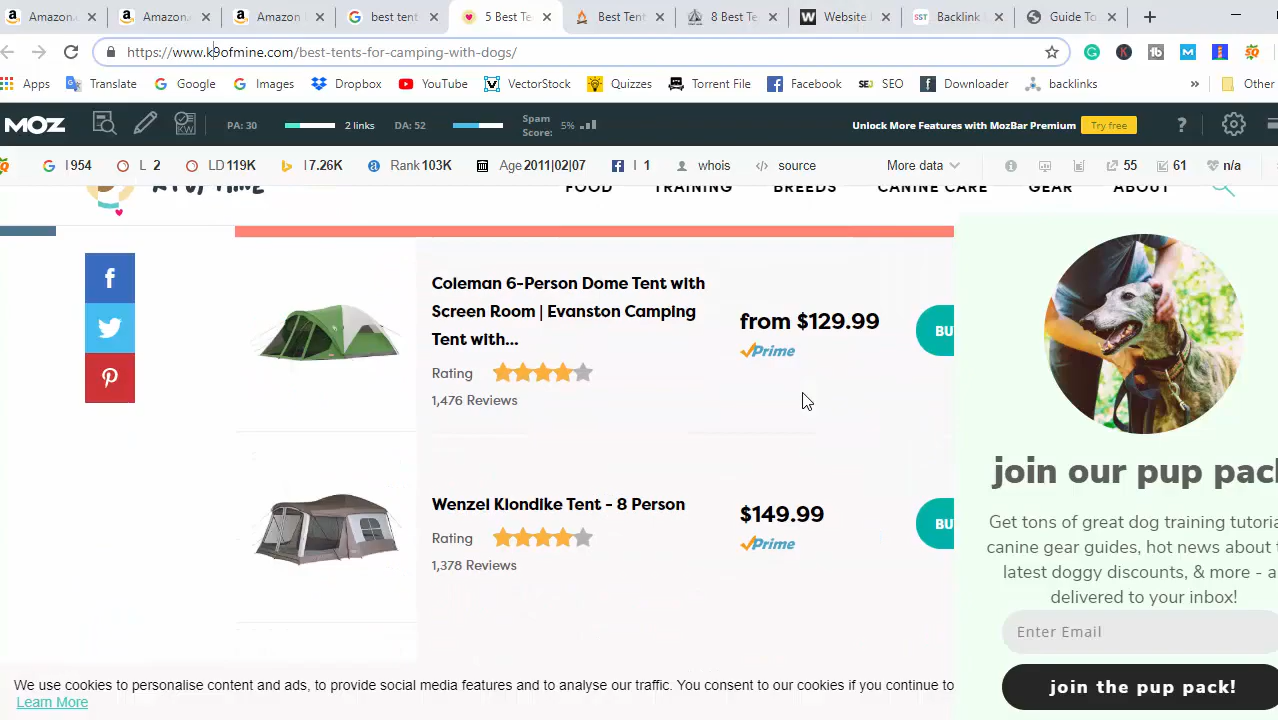 Amazon.
Amazon.
Amazon
best tent
5 Best Te
Best Tent
8 Best Te
Website
Backlink
Guide To
https://www.k9ofmine.com/best-tents-for-camping-with-dogs/
Apps
Translate
Google
Images
Dropbox
YouTube
VectorStock
Quizzes
Torrent File
Facebook
SEO
Downloader
backlinks
»
Other
MOZ
PA: 30
2 links
DA: 52
Spam
Score:
5%
Unlock More Features with MozBar Premium
Try free
?
I 954
L 2
LD 119K
I 7.26K
Rank 103K
Age 2011|02|07
I 1
whois
source
More data
55
61
n/a
FOOD
TRAINING
BREEDS
CANINE CARE
GEAR
ABOUT
Coleman 6-Person Dome Tent with
Screen Room | Evanston Camping
Tent with...
Rating
1,476 Reviews
from $129.99
Prime
BU
Wenzel Klondike Tent - 8 Person
Rating
1,378 Reviews
$149.99
Prime
BU
join our pup pac
Get tons of great dog training tutoria
canine gear guides, hot news about t
latest doggy discounts, & more - a
delivered to your inbox!
Enter Email
join the pup pack!
We use cookies to personalise content and ads, to provide social media features and to analyse our traffic. You consent to our cookies if you continue to
Learn More